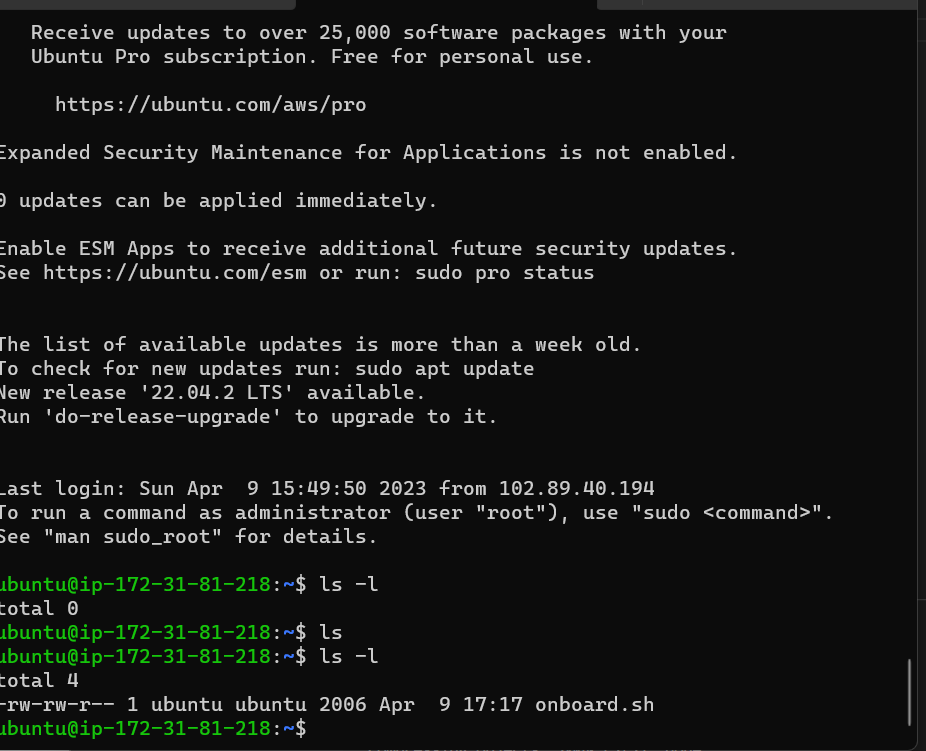 Receive updates to over 25,000 software packages with your
Ubuntu Pro subscription. Free for personal use.
https://ubuntu.com/aws/pro
Expanded Security Maintenance for Applications is not enabled.
0 updates can be applied immediately.
Enable ESM Apps to receive additional future security updates.
See https://ubuntu.com/esm or run: sudo pro status
The list of available updates is more than a week old.
To check for new updates run: sudo apt update
New release '22.04.2 LTS' available.
Run 'do-release-upgrade' to upgrade to it.
Last login: Sun Apr  9 15:49:50 2023 from 102.89.40.194
To run a command as administrator (user "root"), use "sudo <command>".
See "man sudo_root" for details.
ubuntu@ip-172-31-81-218:~$ ls -l
total 0
ubuntu@ip-172-31-81-218:~$ ls
ubuntu@ip-172-31-81-218:~$ ls -l
total 4
-rw-rw-r-- 1 ubuntu ubuntu 2006 Apr  9 17:17 onboard.sh
ubuntu@ip-172-31-81-218:~$